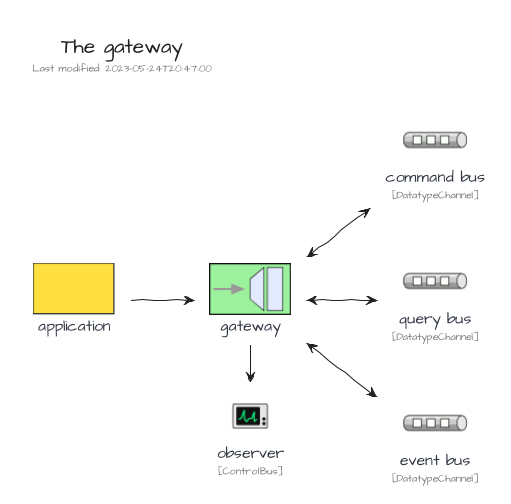 The gateway
Last modified: 2023-05-24T20:47:00
command bus
[DatatypeChannel]
application
gateway
query bus
[DatatypeChannel]
observer
[ControlBus]
event bus
[DatatypeChannel]